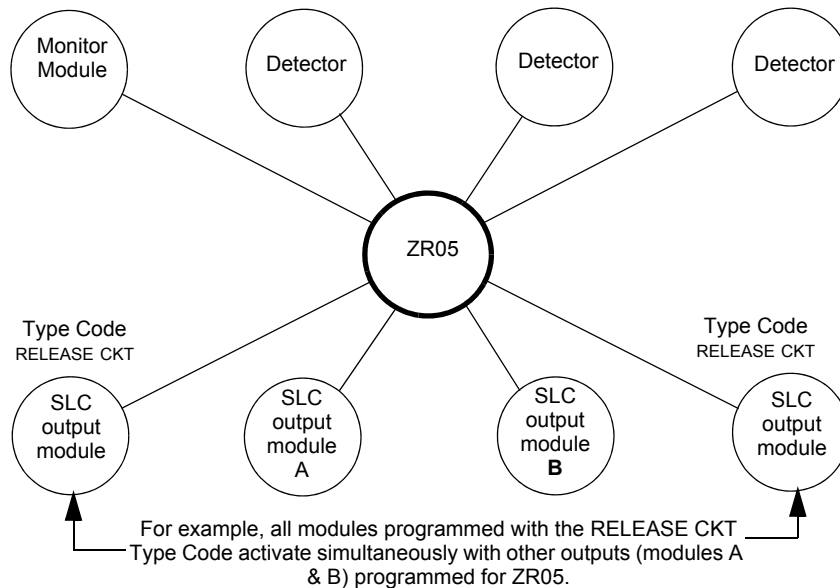 Monitor
Module
Detector
Detector
Detector
ZR05
Type Code
RELEASE CKT
Type Code
RELEASE CKT
SLC
output
module
SLC
output
module
A
SLC
output
module
B
SLC
output
module
For example, all modules programmed with the RELEASE CKT
Type Code activate simultaneously with other outputs (modules A
& B) programmed for ZR05.